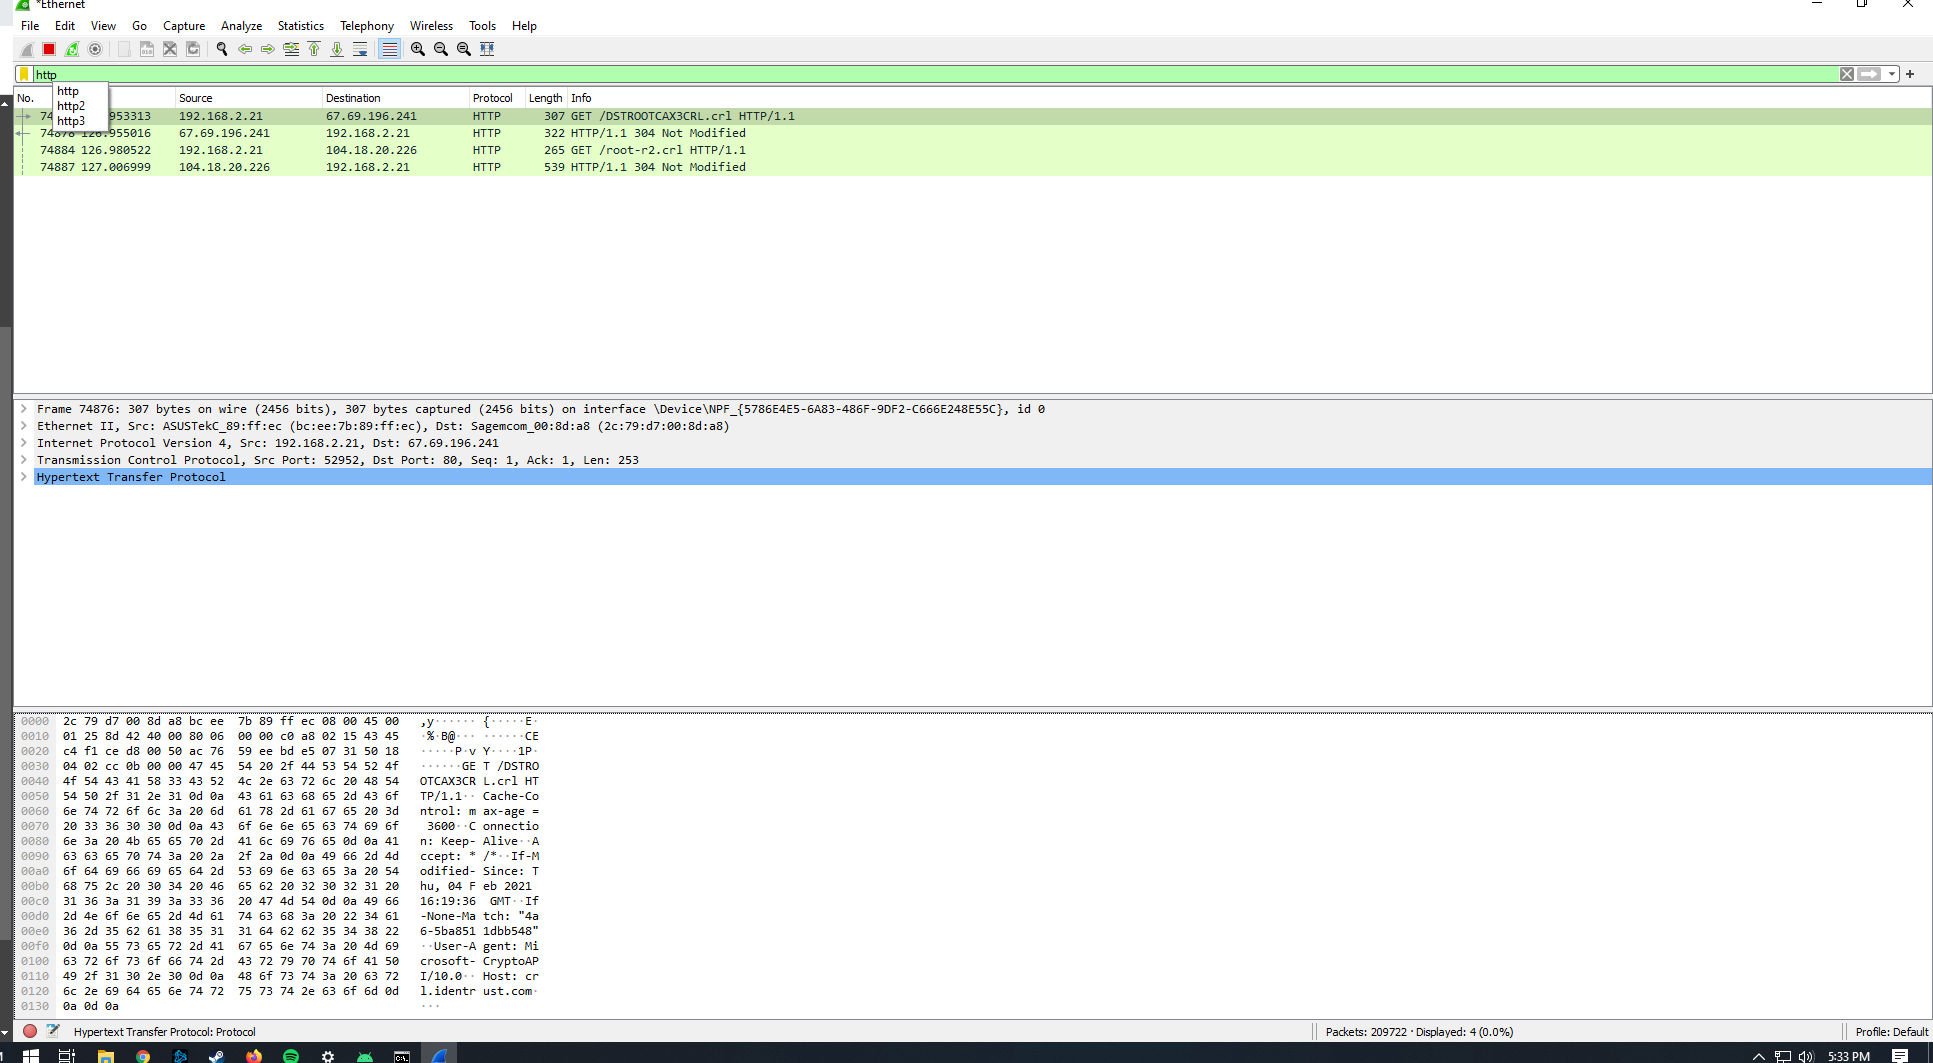 *Ethernet
File Edit View Go Capture Analyze Statistics Telephony Wireless Tools Help
http
http
http2
http3
No. Source Destination Protocol Length Info
74 953313 192.168.2.21 67.69.196.241 HTTP 307 GET /DSTROOTCAX3CRL.crl HTTP/1.1
74878 126.955016 67.69.196.241 192.168.2.21 HTTP 322 HTTP/1.1 304 Not Modified
74884 126.980522 192.168.2.21 104.18.20.226 HTTP 265 GET /root-r2.crl HTTP/1.1
74887 127.006999 104.18.20.226 192.168.2.21 HTTP 539 HTTP/1.1 304 Not Modified
Frame 74876: 307 bytes on wire (2456 bits), 307 bytes captured (2456 bits) on interface \Device\NPF_{5786E4E5-6A83-486F-9DF2-C666E248E55C}, id 0
Ethernet II, Src: ASUSTekC_89:ff:ec (bc:ee:7b:89:ff:ec), Dst: Sagemcom_00:8d:a8 (2c:79:d7:00:8d:a8)
Internet Protocol Version 4, Src: 192.168.2.21, Dst: 67.69.196.241
Transmission Control Protocol, Src Port: 52952, Dst Port: 80, Seq: 1, Ack: 1, Len: 253
Hypertext Transfer Protocol
0000 2c 79 d7 00 8d a8 bc ee 7b 89 ff ec 08 00 45 00 ,y······ {·····E·
0010 01 25 8d 42 40 00 80 06 00 00 c0 a8 02 15 43 45 ·%·B@··· ······CE
0020 c4 f1 ce d8 00 50 ac 76 59 ee bd e5 07 31 50 18 ·····P·v Y····1P·
0030 04 02 cc 0b 00 00 47 45 54 20 2f 44 53 54 52 4f ······GE T /DSTRO
0040 4f 54 43 41 58 33 43 52 4c 2e 63 72 6c 20 48 54 OTCAX3CR L.crl HT
0050 54 50 2f 31 2e 31 0d 0a 43 61 63 68 65 2d 43 6f TP/1.1·· Cache-Co
0060 6e 74 72 6f 6c 3a 20 6d 61 78 2d 61 67 65 20 3d ntrol: m ax-age =
0070 20 33 36 30 30 0d 0a 43 6f 6e 6e 65 63 74 69 6f 3600··C onnectio
0080 6e 3a 20 4b 65 65 70 2d 41 6c 69 76 65 0d 0a 41 n: Keep- Alive··A
0090 63 63 65 70 74 3a 20 2a 2f 2a 0d 0a 49 66 2d 4d ccept: * /*··If-M
00a0 6f 64 69 66 69 65 64 2d 53 69 6e 63 65 3a 20 54 odified- Since: T
00b0 68 75 2c 20 30 34 20 46 65 62 20 32 30 32 31 20 hu, 04 F eb 2021
00c0 31 36 3a 31 39 3a 33 36 20 47 4d 54 0d 0a 49 66 16:19:36 GMT··If
00d0 2d 4e 6f 6e 65 2d 4d 61 74 63 68 3a 20 22 34 61 -None-Ma tch: "4a
00e0 36 2d 35 62 61 38 35 31 31 64 62 62 35 34 38 22 6-5ba851 1dbb548"
00f0 0d 0a 55 73 65 72 2d 41 67 65 6e 74 3a 20 4d 69 ··User-A gent: Mi
0100 63 72 6f 73 6f 66 74 2d 43 72 79 70 74 6f 41 50 crosoft- CryptoAP
0110 49 2f 31 30 2e 30 0d 0a 48 6f 73 74 3a 20 63 72 I/10.0·· Host: cr
0120 6c 2e 69 64 65 6e 74 72 75 73 74 2e 63 6f 6d 0d l.identr ust.com·
0130 0a 0d 0a ···
Hypertext Transfer Protocol: Protocol Packets: 209722 · Displayed: 4 (0.0%) Profile: Default
5:33 PM